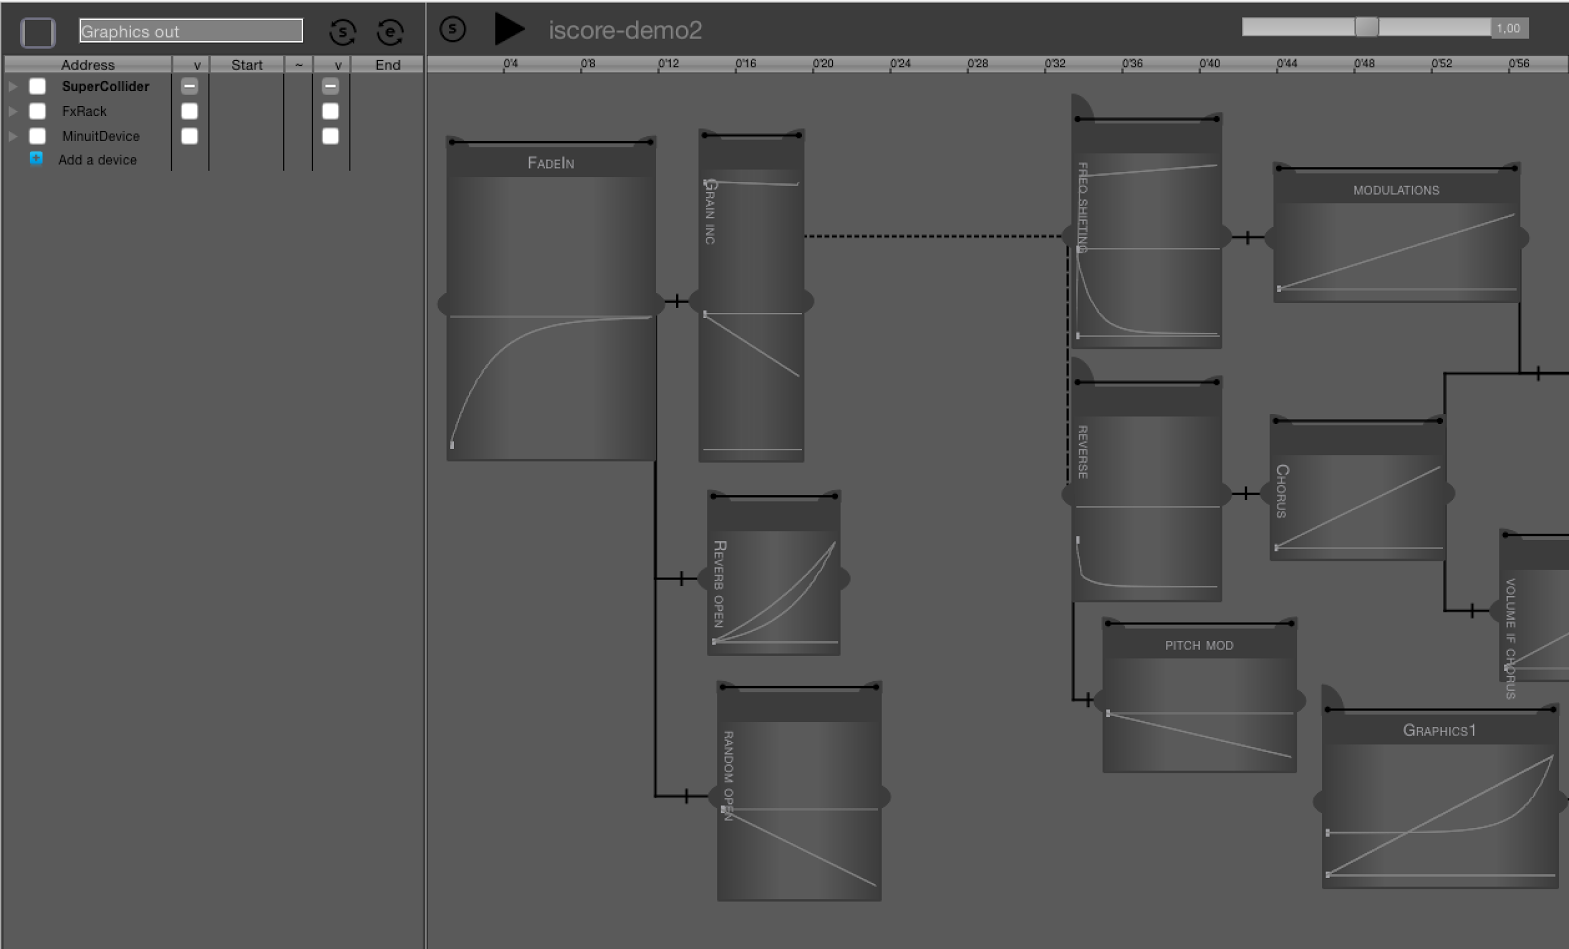 Graphics out
S
e
S
iscore-demo2
1,00
Address v Start ~ v End
0'4 0'8 0'12 0'16 0'20 0'24 0'28 0'32 0'36 0'40 0'44 0'48 0'52 0'56
SuperCollider
FxRack
MinuitDevice
Add a device
FadeIn
Grain inc
freq shifting
modulations
reverse
Chorus
Reverb open
volume if chorus
pitch mod
random open
Graphics1